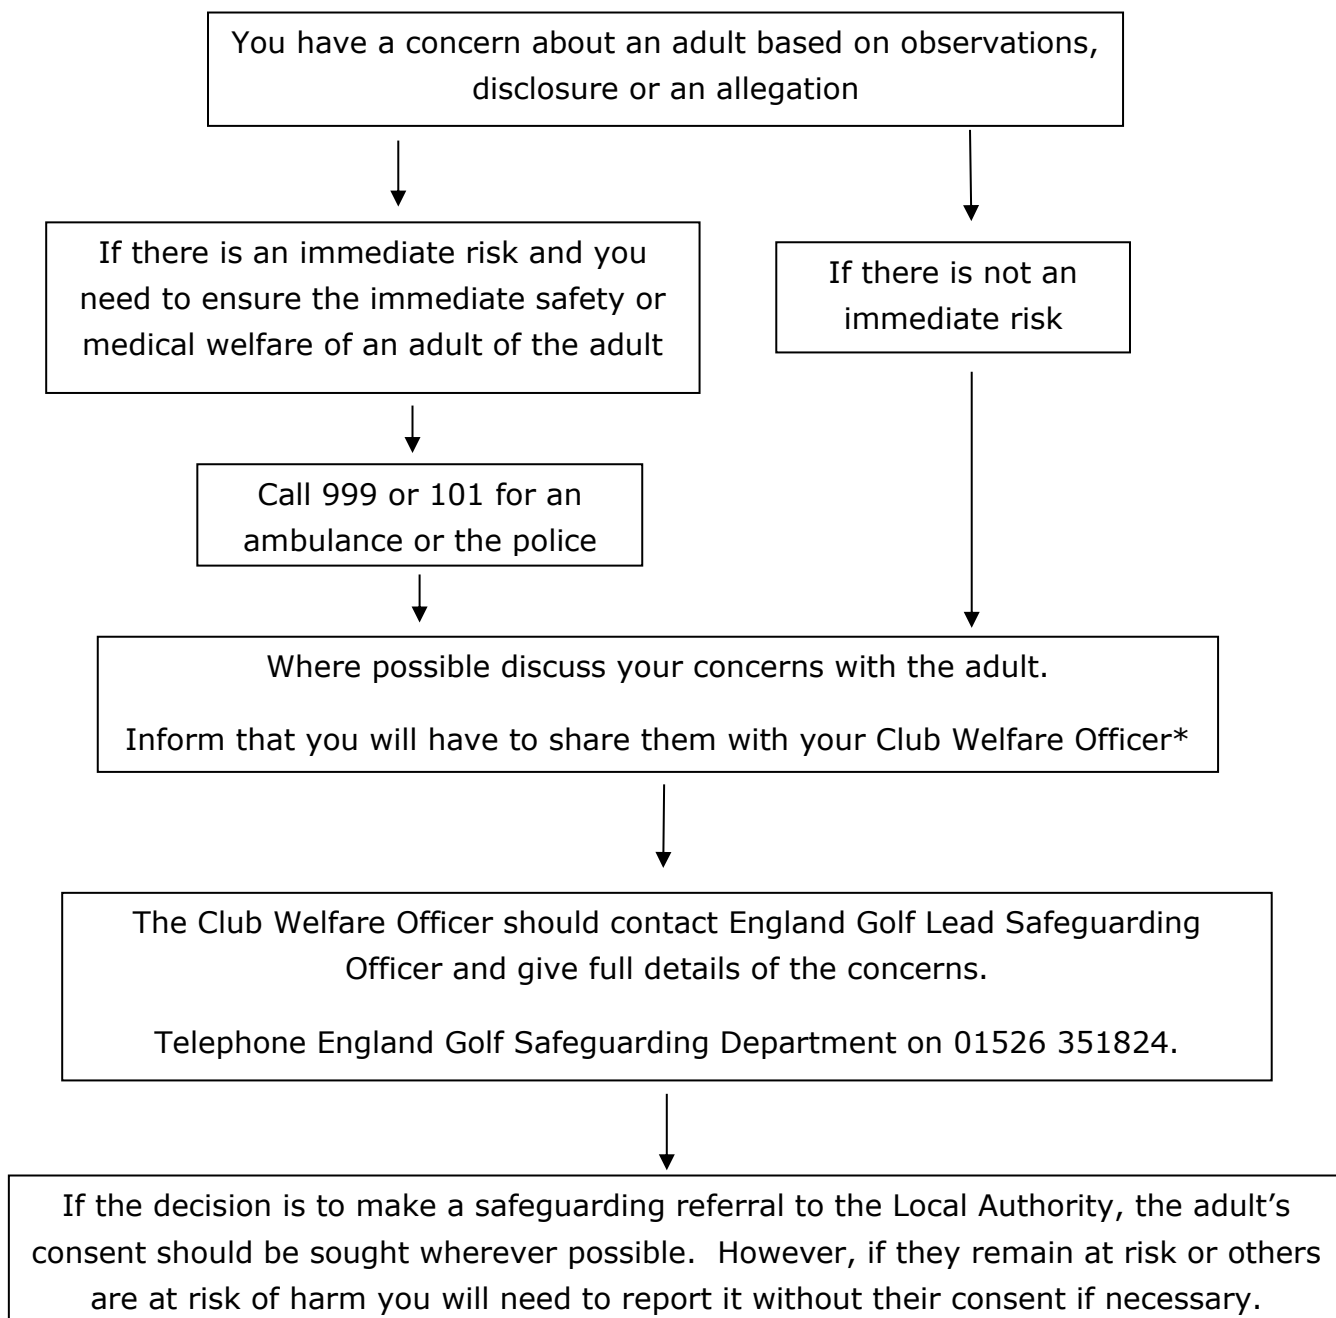 You have a concern about an adult based on observations,
disclosure or an allegation
If there is an immediate risk and you
need to ensure the immediate safety or
medical welfare of an adult of the adult
If there is not an
immediate risk
Call 999 or 101 for an
ambulance or the police
Where possible discuss your concerns with the adult.
Inform that you will have to share them with your Club Welfare Officer*
The Club Welfare Officer should contact England Golf Lead Safeguarding
Officer and give full details of the concerns.
Telephone England Golf Safeguarding Department on 01526 351824.
If the decision is to make a safeguarding referral to the Local Authority, the adult’s
consent should be sought wherever possible.  However, if they remain at risk or others
are at risk of harm you will need to report it without their consent if necessary.